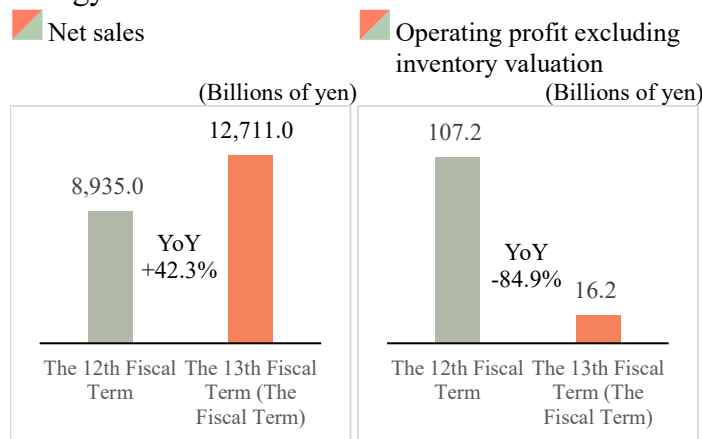 Net sales
(Billions of yen)
12,711.0
8,935.0
YoY
+42.3%
The 12th Fiscal
Term
The 13th Fiscal
Term (The
Fiscal Term)
Operating profit excluding
inventory valuation
(Billions of yen)
107.2
YoY
-84.9%
16.2
The 12th Fiscal
Term
The 13th Fiscal
Term (The
Fiscal Term)